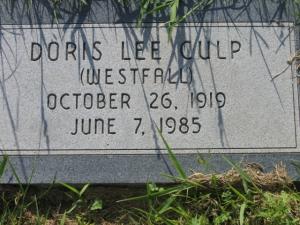 DORIS LEE CULP
(WESTFALL)
OCTOBER 26, 1919
JUNE 7, 1985